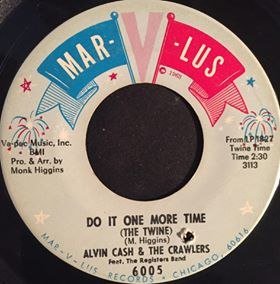 MAR-V-LUS
Va-pac Music, Inc.
BMI
Pro. & Arr. by
Monk Higgins
From LP 1827
Twine Time
Time 2:30
3113
DO IT ONE MORE TIME
(THE TWINE)
(M. Higgins)
ALVIN CASH & THE CRAWLERS
Feat. The Registers Band
6005
MAR-V-LUS RECORDS • CHICAGO, ILL. 60616